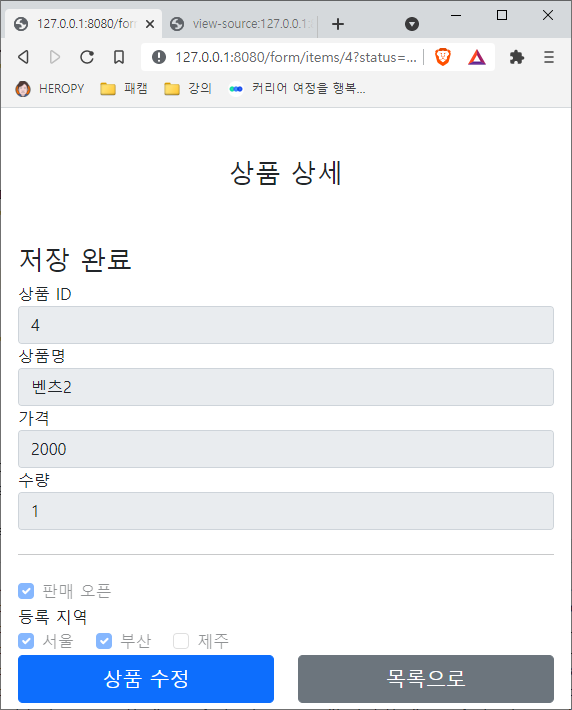 127.0.0.1:8080/form
view-source:127.0.0.1:8
127.0.0.1:8080/form/items/4?status=...
HEROPY 패캠 강의 커리어 여정을 행복...
상품 상세
저장 완료
상품 ID
4
상품명
벤츠2
가격
2000
수량
1
판매 오픈
등록 지역
서울 부산 제주
상품 수정 목록으로